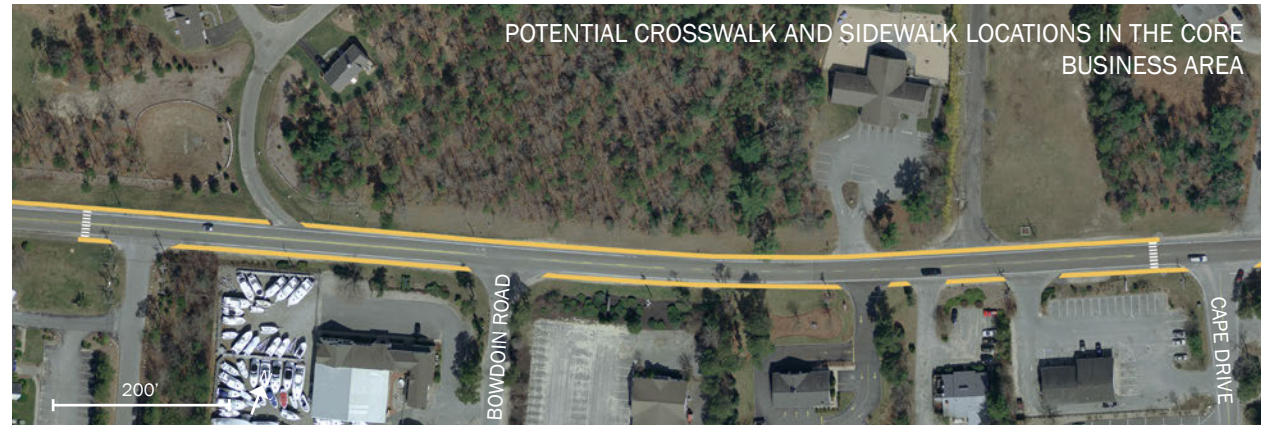 POTENTIAL CROSSWALK AND SIDEWALK LOCATIONS IN THE CORE
BUSINESS AREA
BOWDOIN ROAD
CAPE DRIVE
200'